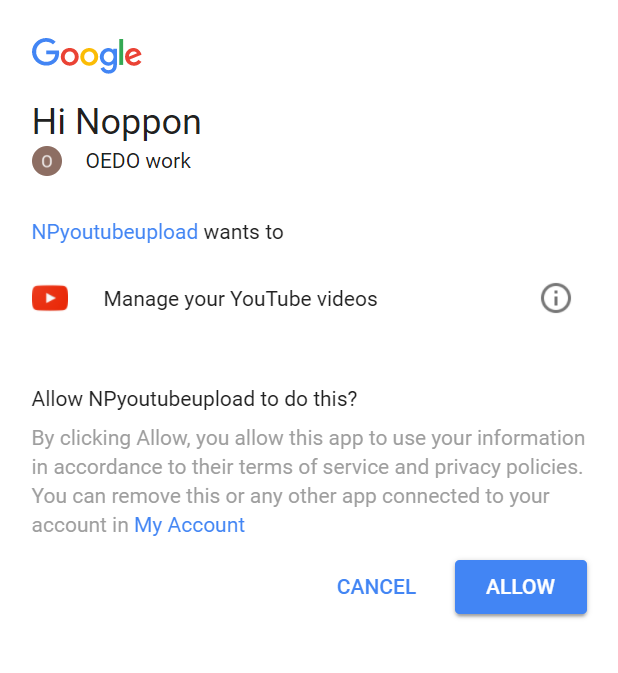 Google
Hi Noppon
O OEDO work
NPyoutubeupload wants to
Manage your YouTube videos
Allow NPyoutubeupload to do this?
By clicking Allow, you allow this app to use your information
in accordance to their terms of service and privacy policies.
You can remove this or any other app connected to your
account in My Account
CANCEL ALLOW